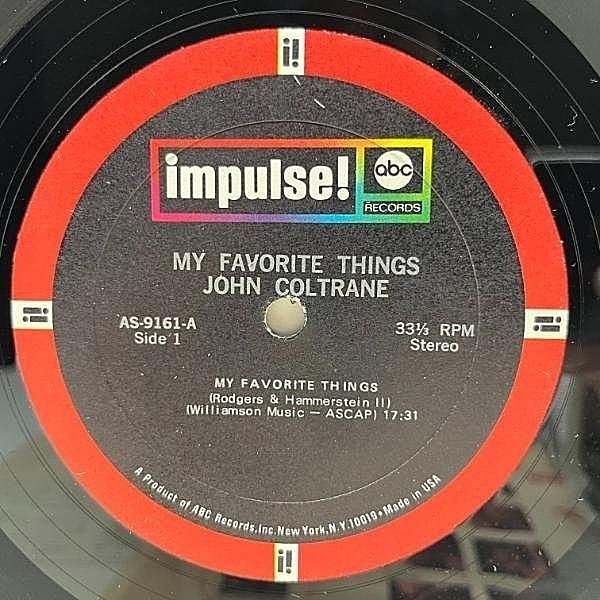 i!
impulse!
abc
RECORDS
MY FAVORITE THINGS
JOHN COLTRANE
AS-9161-A
Side 1
33⅓ RPM
Stereo
MY FAVORITE THINGS
(Rodgers & Hammerstein II)
(Williamson Music — ASCAP) 17:31
A Product of ABC Records, Inc. New York, N.Y. 10019 • Made in USA
i!
i!
i!